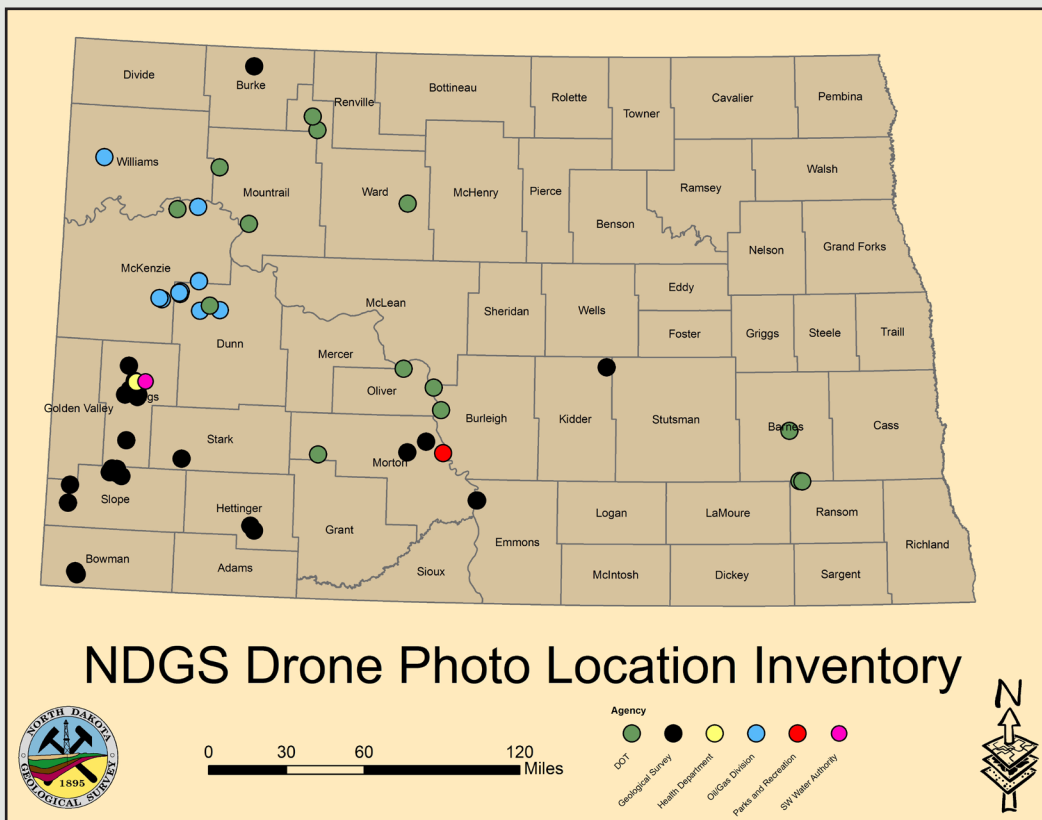 Divide
Burke
Renville
Bottineau
Rolette
Towner
Cavalier
Pembina
Williams
Mountrail
Ward
McHenry
Pierce
Benson
Ramsey
Walsh
Nelson
Grand Forks
McKenzie
McLean
Sheridan
Wells
Eddy
Foster
Griggs
Steele
Traill
Dunn
Mercer
Oliver
Golden Valley
gs
Stark
Morton
Burleigh
Kidder
Stutsman
Barnes
Cass
Slope
Hettinger
Grant
Emmons
Logan
LaMoure
Ransom
Richland
Bowman
Adams
Sioux
McIntosh
Dickey
Sargent
NDGS Drone Photo Location Inventory
NORTH DAKOTA
GEOLOGICAL SURVEY
1895
0 30 60 120
Miles
Agency
DOT
Geological Survey
Health Department
Oil/Gas Division
Parks and Recreation
SW Water Authority
N